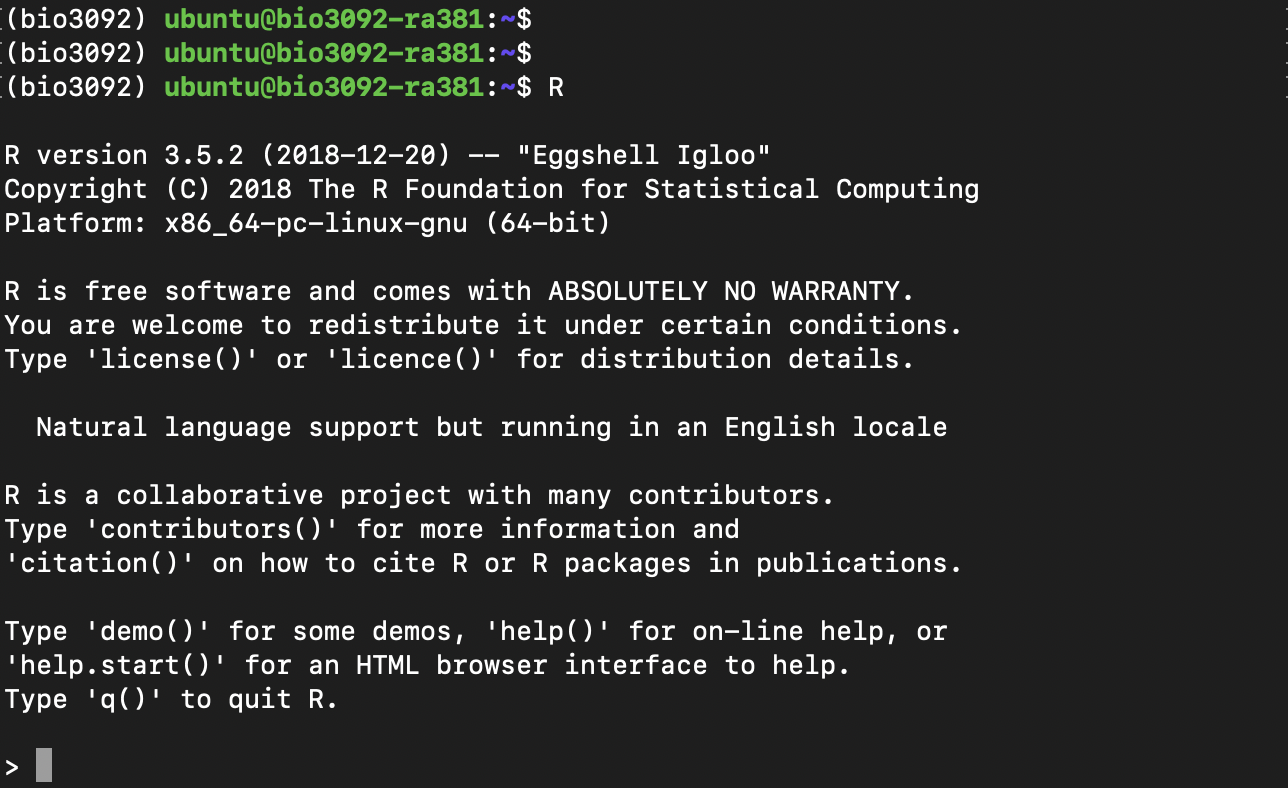 (bio3092) ubuntu@bio3092-ra381:~$
(bio3092) ubuntu@bio3092-ra381:~$
(bio3092) ubuntu@bio3092-ra381:~$ R
R version 3.5.2 (2018-12-20) -- "Eggshell Igloo"
Copyright (C) 2018 The R Foundation for Statistical Computing
Platform: x86_64-pc-linux-gnu (64-bit)
R is free software and comes with ABSOLUTELY NO WARRANTY.
You are welcome to redistribute it under certain conditions.
Type 'license()' or 'licence()' for distribution details.
Natural language support but running in an English locale
R is a collaborative project with many contributors.
Type 'contributors()' for more information and
'citation()' on how to cite R or R packages in publications.
Type 'demo()' for some demos, 'help()' for on-line help, or
'help.start()' for an HTML browser interface to help.
Type 'q()' to quit R.
>